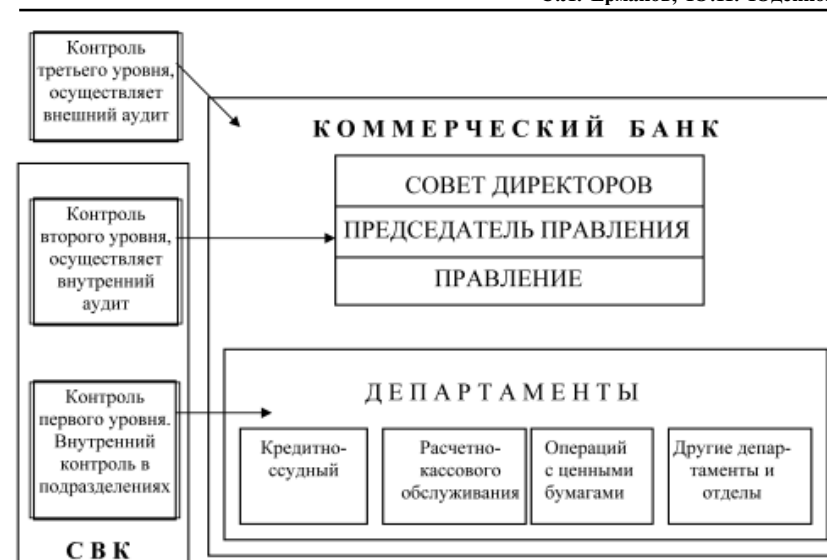 Контроль
третьего уровня,
осуществляет
внешний аудит
КОММЕРЧЕСКИЙ БАНК
СОВЕТ ДИРЕКТОРОВ
ПРЕДСЕДАТЕЛЬ ПРАВЛЕНИЯ
ПРАВЛЕНИЕ
Контроль
второго уровня,
осуществляет
внутренний
аудит
Контроль
первого уровня.
Внутренний
контроль в
подразделениях
СВК
ДЕПАРТАМЕНТЫ
Кредитно-
ссудный
Расчетно-
кассового
обслуживания
Операций
с ценными
бумагами
Другие депар-
таменты и
отделы